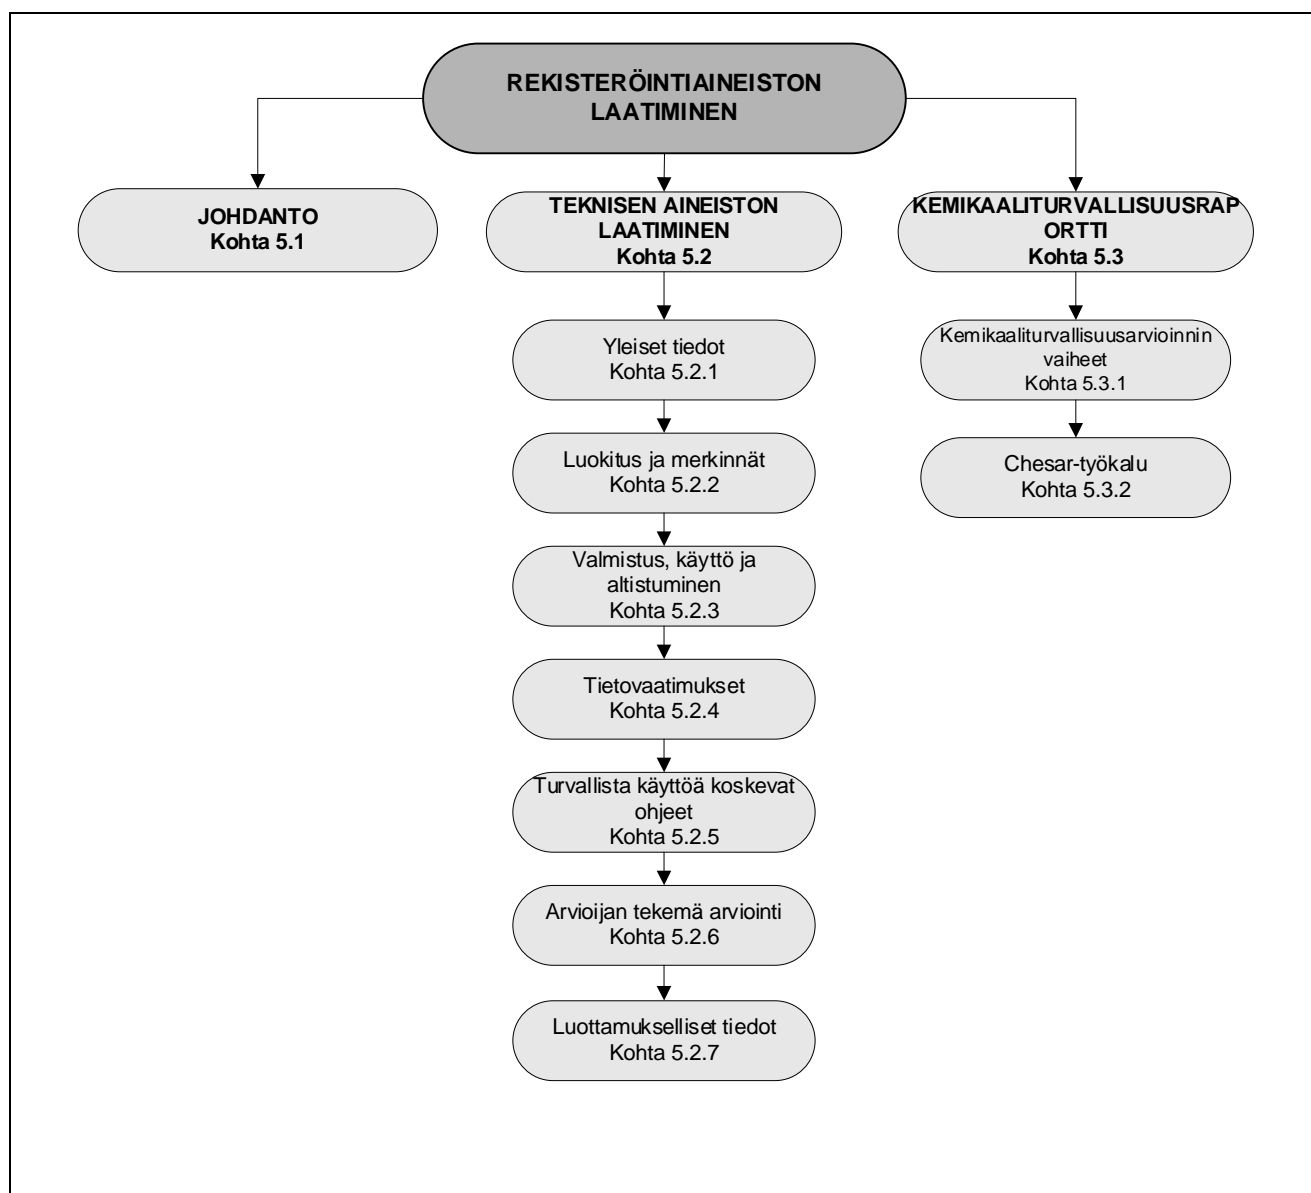 REKISTERÖINTIAINEISTON
LAATIMINEN
JOHDANTO
Kohta 5.1
TEKNISEN AINEISTON
LAATIMINEN
Kohta 5.2
Yleiset tiedot
Kohta 5.2.1
Luokitus ja merkinnät
Kohta 5.2.2
Valmistus, käyttö ja
altistuminen
Kohta 5.2.3
Tietovaatimukset
Kohta 5.2.4
Turvallista käyttöä koskevat
ohjeet
Kohta 5.2.5
Arvioijan tekemä arviointi
Kohta 5.2.6
Luottamukselliset tiedot
Kohta 5.2.7
KEMIKAALITURVALLISUUSRAP
ORTTI
Kohta 5.3
Kemikaaliturvallisuusarvioinnin
vaiheet
Kohta 5.3.1
Chesar-työkalu
Kohta 5.3.2